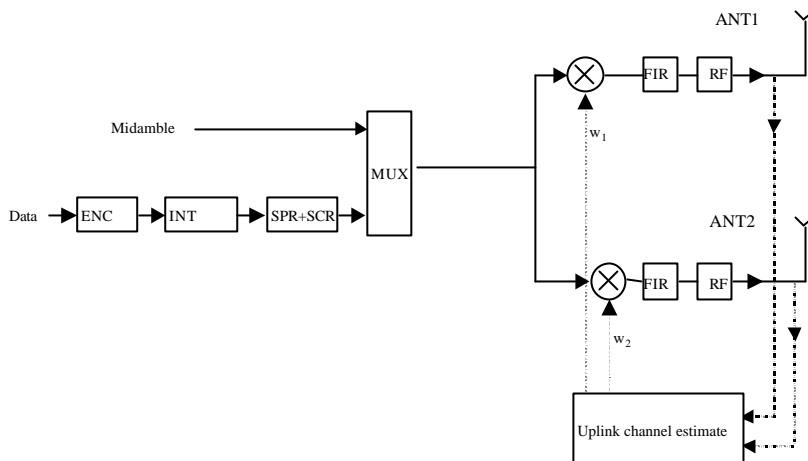 ANT1
FIR
RF
Midamble
w1
MUX
Data
ENC
INT
SPR+SCR
ANT2
FIR
RF
w2
Uplink channel estimate